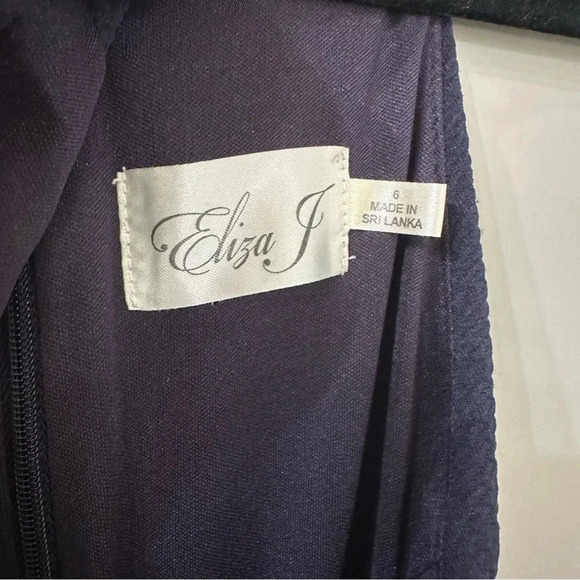 Eliza J
6
MADE IN
SRI LANKA